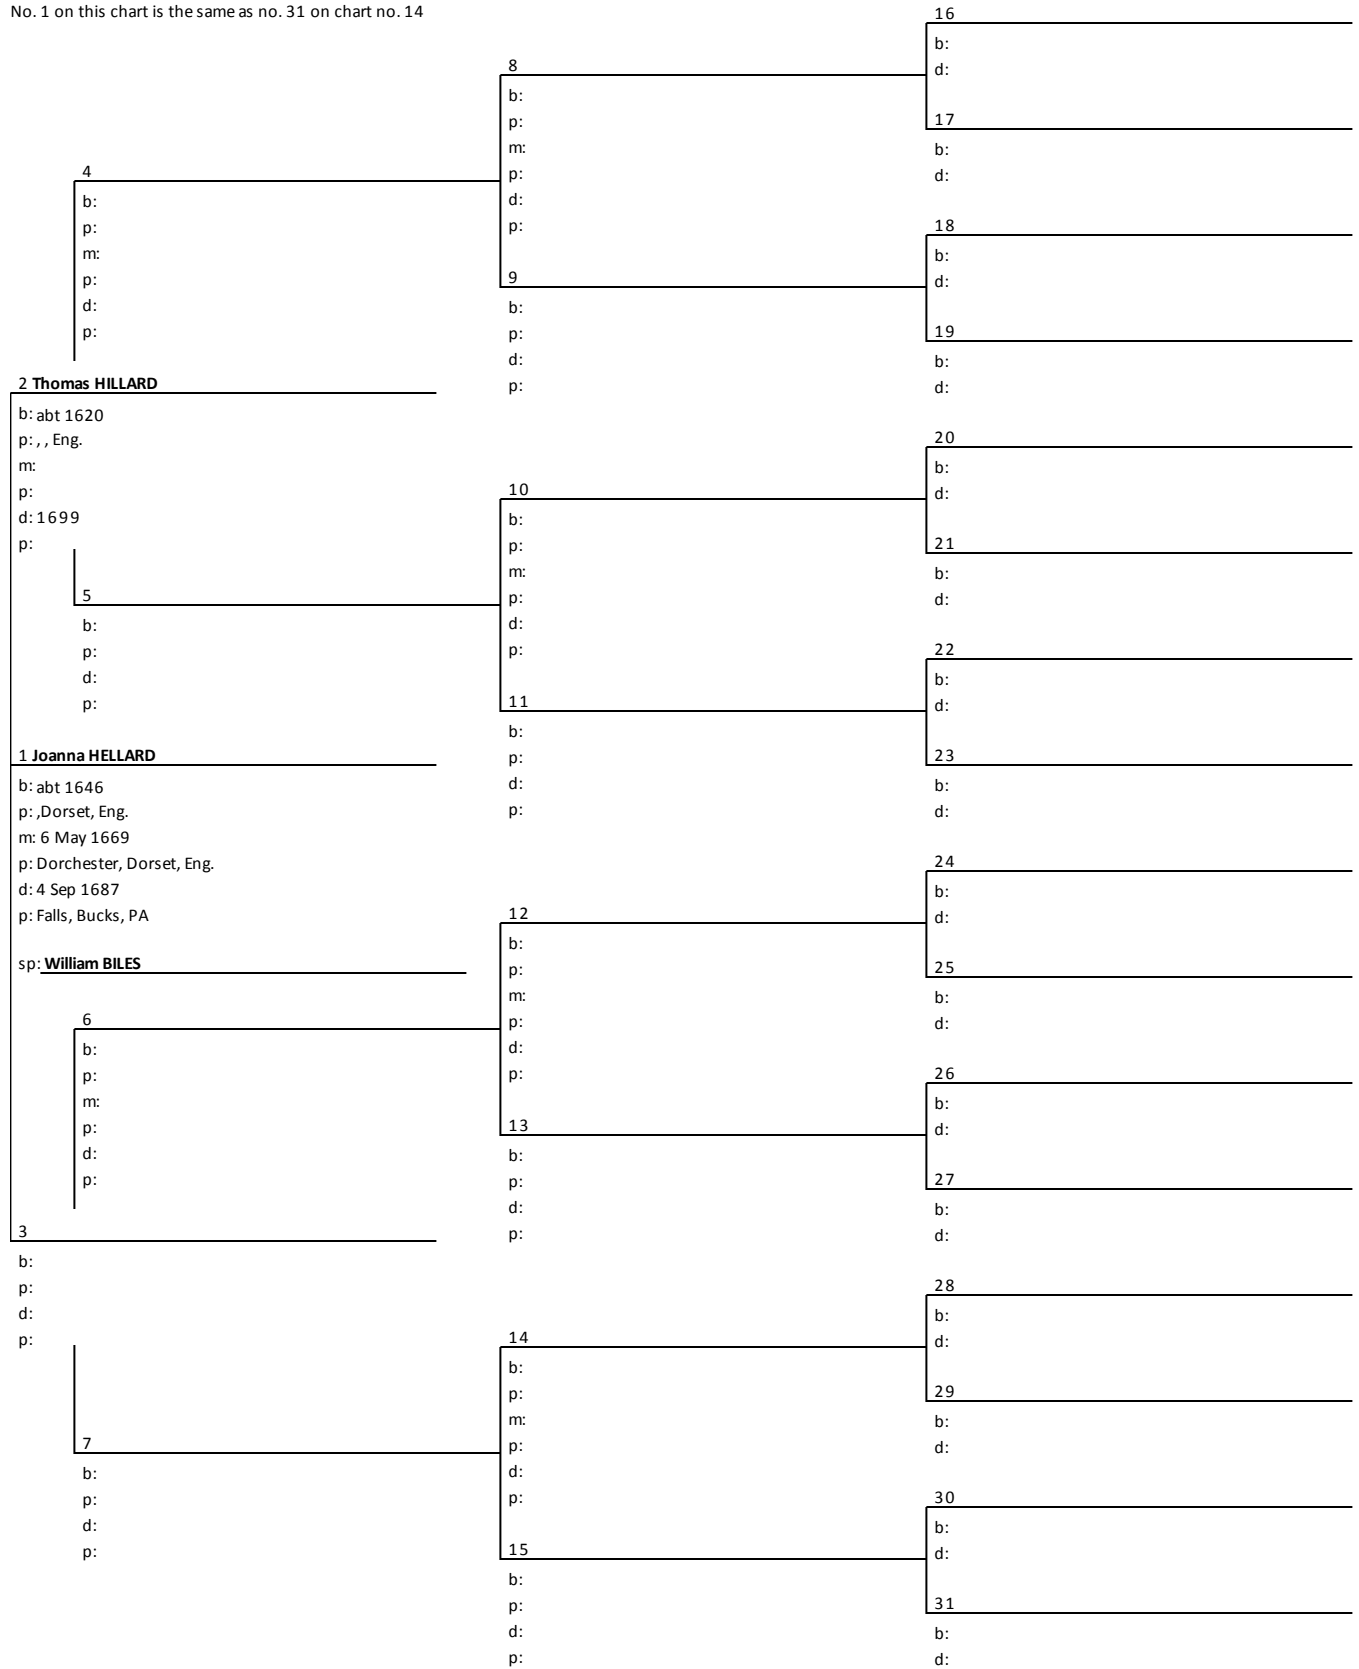 No. 1 on this chart is the same as no. 31 on chart no. 14
4
b:
p:
m:
p:
d:
p:
2 Thomas HILLARD
b: abt 1620
p: , , Eng.
m:
p:
d: 1699
p:
5
b:
p:
d:
p:
1 Joanna HELLARD
b: abt 1646
p: ,Dorset, Eng.
m: 6 May 1669
p: Dorchester, Dorset, Eng.
d: 4 Sep 1687
p: Falls, Bucks, PA
sp: William BILES
6
b:
p:
m:
p:
d:
p:
3
b:
p:
d:
p:
7
b:
p:
d:
p:
8
b:
p:
m:
p:
d:
p:
9
b:
p:
d:
p:
10
b:
p:
m:
p:
d:
p:
11
b:
p:
d:
p:
12
b:
p:
m:
p:
d:
p:
13
b:
p:
d:
p:
14
b:
p:
m:
p:
d:
p:
15
b:
p:
d:
p:
16
b:
d:
17
b:
d:
18
b:
d:
19
b:
d:
20
b:
d:
21
b:
d:
22
b:
d:
23
b:
d:
24
b:
d:
25
b:
d:
26
b:
d:
27
b:
d:
28
b:
d:
29
b:
d:
30
b:
d:
31
b:
d: